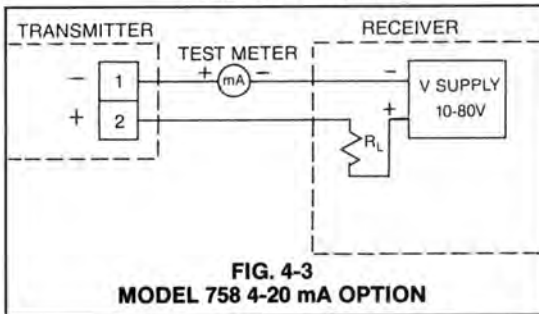 TRANSMITTER
RECEIVER
TEST METER
+ mA −
− 1
− V SUPPLY
10-80V
+
+ 2
RL
FIG. 4-3
MODEL 758 4-20 mA OPTION